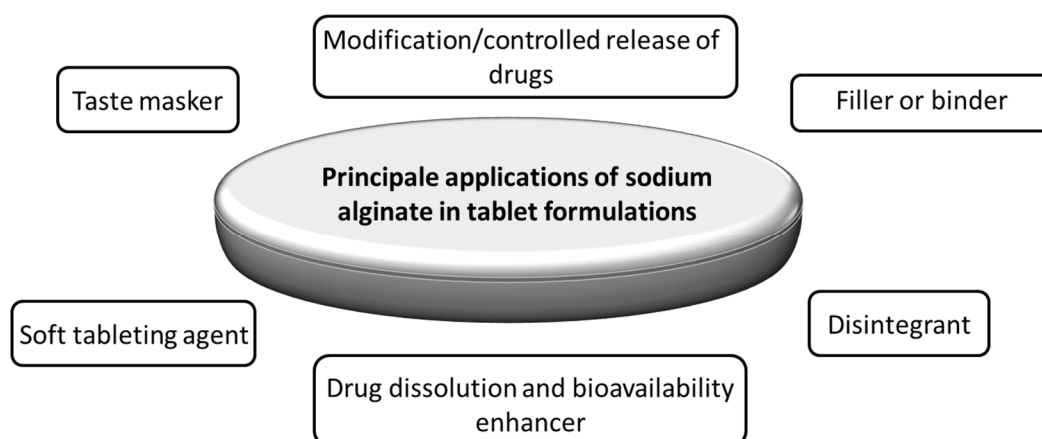 Modification/controlled release of
drugs
Taste masker
Filler or binder
Principale applications of sodium
alginate in tablet formulations
Soft tableting agent
Disintegrant
Drug dissolution and bioavailability
enhancer